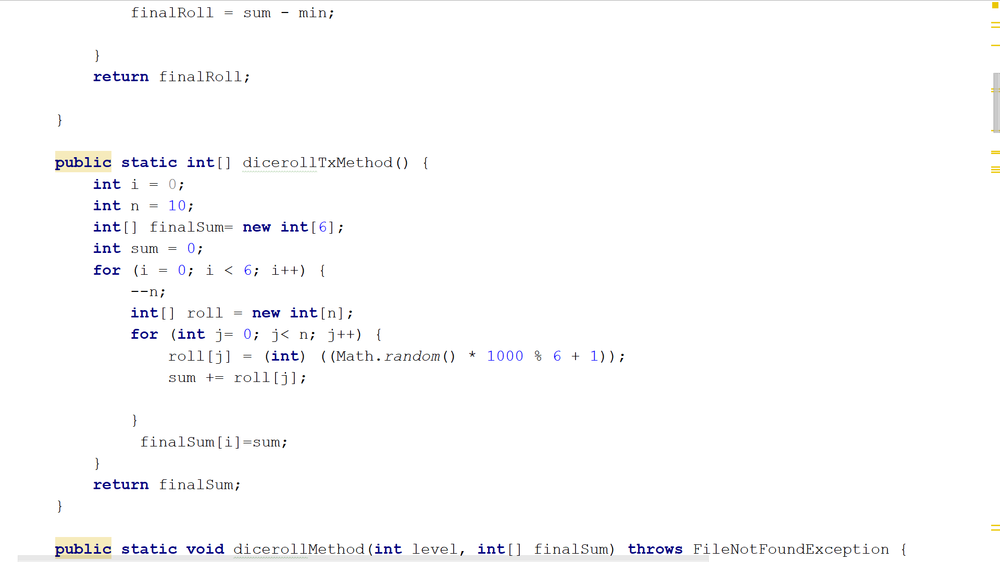 finalRoll = sum - min;
}
return finalRoll;
}
public static int[] dicerollTxMethod() {
int i = 0;
int n = 10;
int[] finalSum= new int[6];
int sum = 0;
for (i = 0; i < 6; i++) {
--n;
int[] roll = new int[n];
for (int j= 0; j< n; j++) {
roll[j] = (int) ((Math.random() * 1000 % 6 + 1));
sum += roll[j];
}
finalSum[i]=sum;
}
return finalSum;
}
public static void dicerollMethod(int level, int[] finalSum) throws FileNotFoundException {